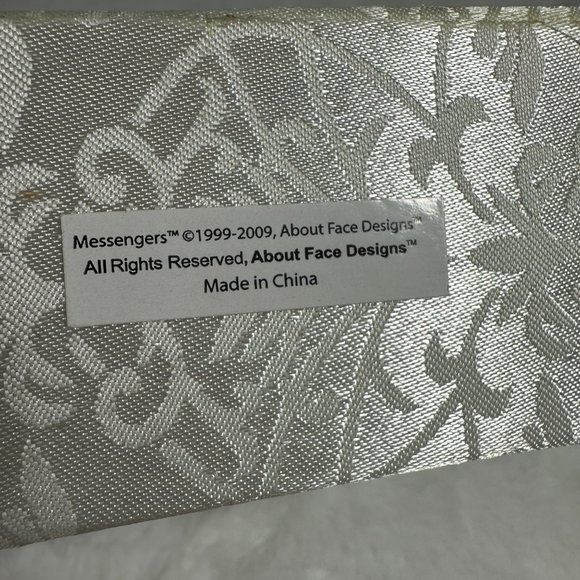 Messengers™ ©1999-2009, About Face Designs™
All Rights Reserved, About Face Designs™
Made in China